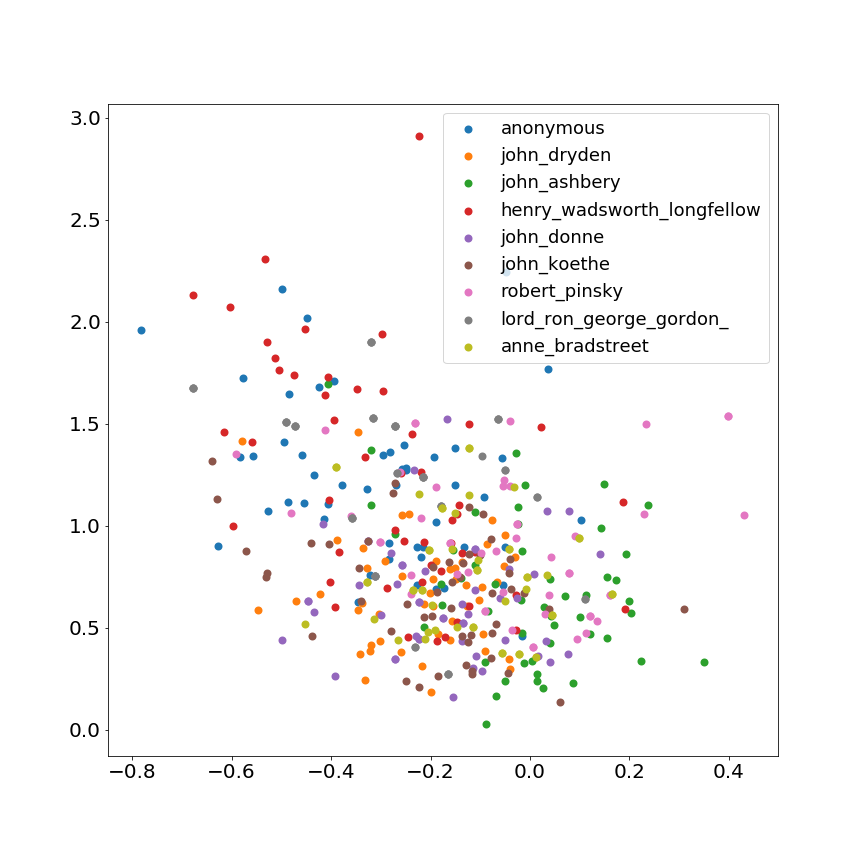 3.0
2.5
2.0
1.5
1.0
0.5
0.0
anonymous
john_dryden
john_ashbery
henry_wadsworth_longfellow
john_donne
john_koethe
robert_pinsky
lord_ron_george_gordon_
anne_bradstreet
−0.8 −0.6 −0.4 −0.2 0.0 0.2 0.4